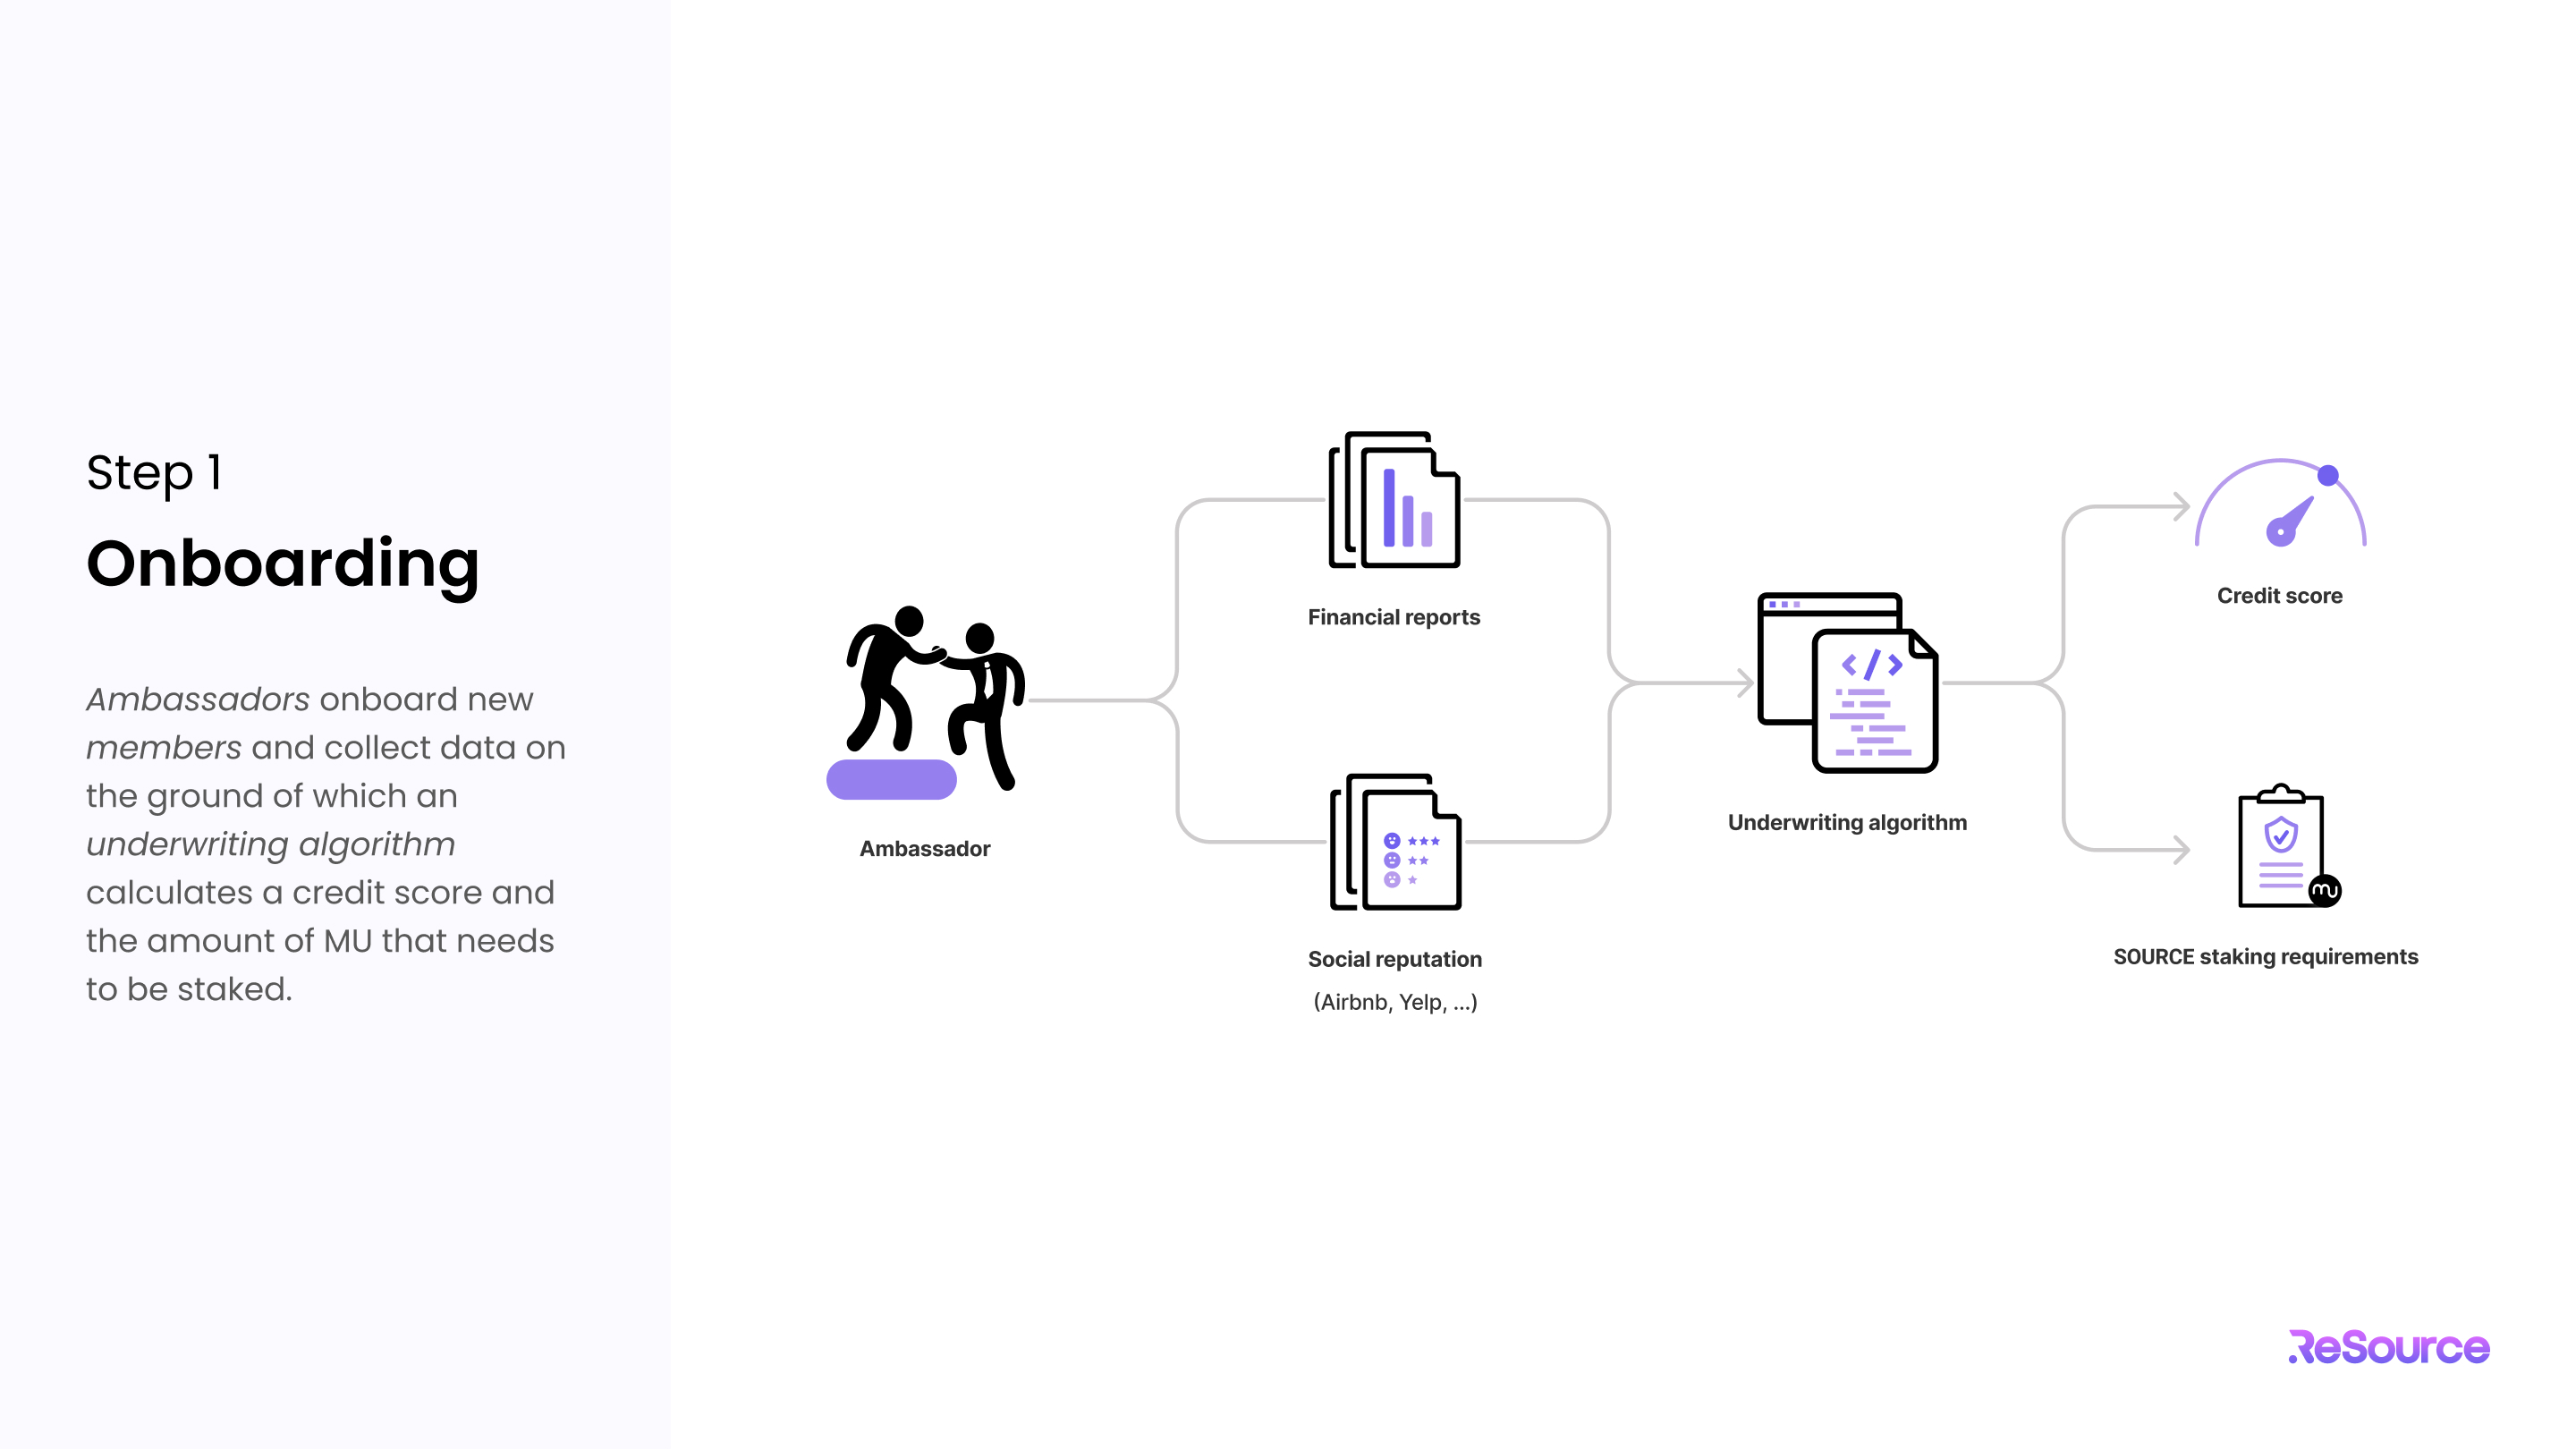 Step 1
Onboarding
Ambassadors onboard new
members and collect data on
the ground of which an
underwriting algorithm
calculates a credit score and
the amount of MU that needs
to be staked.
Ambassador
Financial reports
Social reputation
(Airbnb, Yelp, ...)
Underwriting algorithm
Credit score
mu
SOURCE staking requirements
ReSource